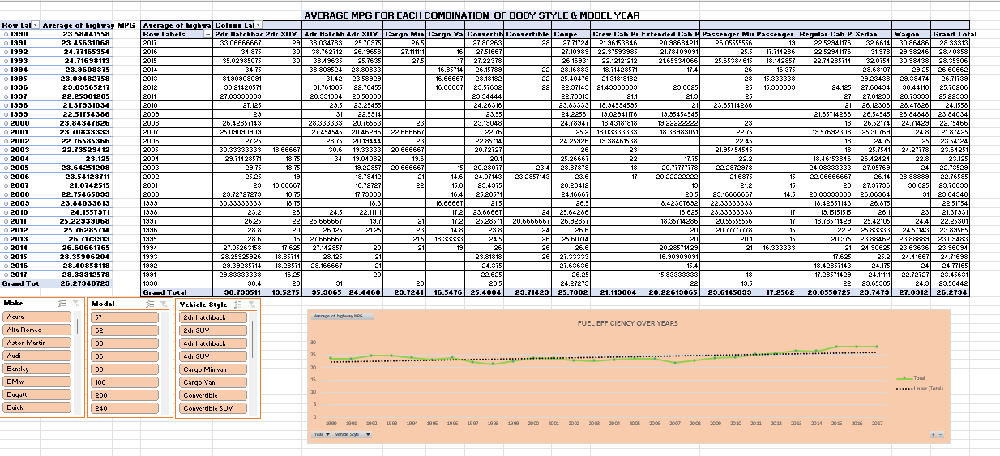 AVERAGE MPG FOR EACH COMBINATION OF BODY STYLE & MODEL YEAR
Row Lal Average of highway MPG Average of highwa Column Lal
1990 23.58441558 Row Labels 2dr Hatchbac 2dr SUV 4dr Hatchb 4dr SUV Cargo Mini Cargo Va Convertib Convertible Coupe Crew Cab Pi Extended Cab P Passenger Mi Passenger Regular Cab P Sedan Wagon Grand Total
1991 23.45631068 2017 33.06666667 29 38.034783 25.70975 26.5 27.80263 28 27.71724 21.96153846 20.98684211 26.05555556 19 22.52941176 32.6614 30.86486 28.33313
1992 24.77165354 2016 34.875 30 38.762712 26.19658 27.111111 16 27.51667 27.10989 22.37593985 21.78409091 25.5 17.714286 22.52941176 31.978 29.98246 28.40858
1993 24.71698113 2015 35.02985075 30 38.49635 25.7635 27.5 17 27.22378 26.16931 22.12121212 21.65934066 25.65384615 18.142857 22.74285714 32.0754 30.98438 28.35906
1994 23.9609375 2014 34.75 38.809524 23.80833 16.85714 26.15789 22 23.16883 18.71428571 17.4 26 16.375 29.63107 29.25 26.60662
1995 23.09482759 2013 31.90909091 31.42 23.58929 16.66667 23.18182 22 25.40476 21.31818182 28 15.333333 29.23438 29.39474 26.71739
1996 23.89565217 2012 30.21428571 31.761905 22.70455 16.66667 23.57692 22 22.37143 21.43333333 23.0625 25 15.333333 24.125 27.60494 30.44118 25.76286
1997 22.25301205 2011 27.83333333 28.931034 23.58333 23.94444 22.73913 21.1 21.9 25 27 27.01299 28.73333 25.22939
1998 21.37931034 2010 27.125 29.5 23.25455 24.26316 23.83333 18.94594595 21 23.85714286 21 26.12308 28.47826 24.1558
1999 22.51754386 2009 29 31 22.5914 23.55 24.22581 19.02941176 19.95454545 21.85714286 26.54545 26.84848 23.84034
2000 23.84347826 2008 26.42857143 28.333333 20.76563 23 23.19048 24.78947 18.43181818 19.22222222 23 18 26.52174 24.71429 22.75466
2001 23.70833333 2007 25.09090909 27.454545 20.46296 22.666667 22.76 25.2 18.03333333 18.38983051 22.75 19.57692308 25.30769 24.8 21.87425
2002 22.76585366 2006 27.25 28.75 20.19444 23 22.85714 24.25926 19.38461538 22.45 18 24.75 25 23.54124
2003 22.73529412 2005 30.33333333 18.66667 30.6 19.33333 20.666667 20.72727 26 23 21.95454545 18 25.7541 24.27778 23.64251
2004 23.125 2004 29.71428571 18.75 34 19.04082 19.6 20.1 25.26667 22 17.75 22.2 18.46153846 26.42424 22.8 23.125
2005 23.64251208 2003 29.75 18.75 19.22857 20.666667 15 20.23077 23.4 23.87879 18 20.77777778 22.2972973 24.08333333 27.05769 24 22.73529
2006 23.54123711 2002 25.25 19 19.79412 21 14.6 24.07143 23.2857143 23.6 17 20.22222222 21.6875 15 22.06666667 26.14 28.88889 22.76585
2007 21.8742515 2001 29 18.66667 18.72727 22 15.8 23.4375 20.29412 19 21.2 15 23 27.37736 30.625 23.70833
2008 22.75465839 2000 29.72727273 18.75 17.73333 16.4 25.28571 24.16667 20.5 23.16666667 14.5 20.83333333 26.86364 31 23.84348
2009 23.84033613 1999 30.33333333 18.75 18.3 16.66667 21.5 26.5 18.42307692 22.33333333 18.42857143 26.875 22.51754
2010 24.1557971 1998 23.2 26 24.5 22.11111 17.2 23.66667 24 25.64286 18.625 23.33333333 17 19.15151515 26.1 23 21.37931
2011 25.22939068 1997 26.25 22 26.666667 19.7 21 17.2 25.28571 20.6666667 26.92857 18.35714286 20.55555556 17 18.78571429 25.42105 24.4 22.25301
2012 25.76285714 1996 28.8 20 26.125 21.25 23 14.8 23.8 24 26.6 20 20.77777778 15 22.2 25.83333 24.57143 23.89565
2013 26.7173913 1995 28.6 16 27.666667 21.5 18.33333 24.5 26 25.60714 20 20.1 15 20.375 23.88462 23.88889 23.09483
2014 26.60661765 1994 27.05263158 17.625 27.142857 20 21 19 26 26.6 20.28571429 21 16.333333 21 24.90625 23.63636 23.96094
2015 28.35906204 1993 28.25925926 18.85714 28.125 21 23.81818 26 27.33333 16.90909091 17.625 25.2 24.41667 24.71698
2016 28.40858118 1992 29.39285714 18.28571 28.166667 21 24.375 27.63636 15.4 18.42857143 24.175 24 24.77165
2017 28.33312578 1991 29.83333333 16.25 20 22.625 26.25 15.83333333 18 17.28571429 24.11111 22.72727 23.45631
Grand Tot 26.27340723 1990 30.4 20 31 20 23.5 24.27273 22 19.5 22 23.65385 24.3 23.58442
Grand Total 30.799511 19.5275 35.3865 24.4468 23.7241 16.5476 25.4804 23.71429 25.7002 21.119084 20.22613065 23.6145833 17.2562 20.8550725 29.7479 27.8312 26.2734
Make Model Vehicle Style
Acura 57 2dr Hatchback
Alfa Romeo 62 2dr SUV
Aston Martin 80 4dr Hatchback
Audi 86 4dr SUV
Bentley 90 Cargo Minivan
BMW 100 Cargo Van
Bugatti 200 Convertible
Buick 240 Convertible SUV
Average of highway MPG
FUEL EFFICIENCY OVER YEARS
30
25
20
15
10
5
0
Total
Linear (Total)
1990 1991 1992 1993 1994 1995 1996 1997 1998 1999 2000 2001 2002 2003 2004 2005 2006 2007 2008 2009 2010 2011 2012 2013 2014 2015 2016 2017
Year Vehicle Style